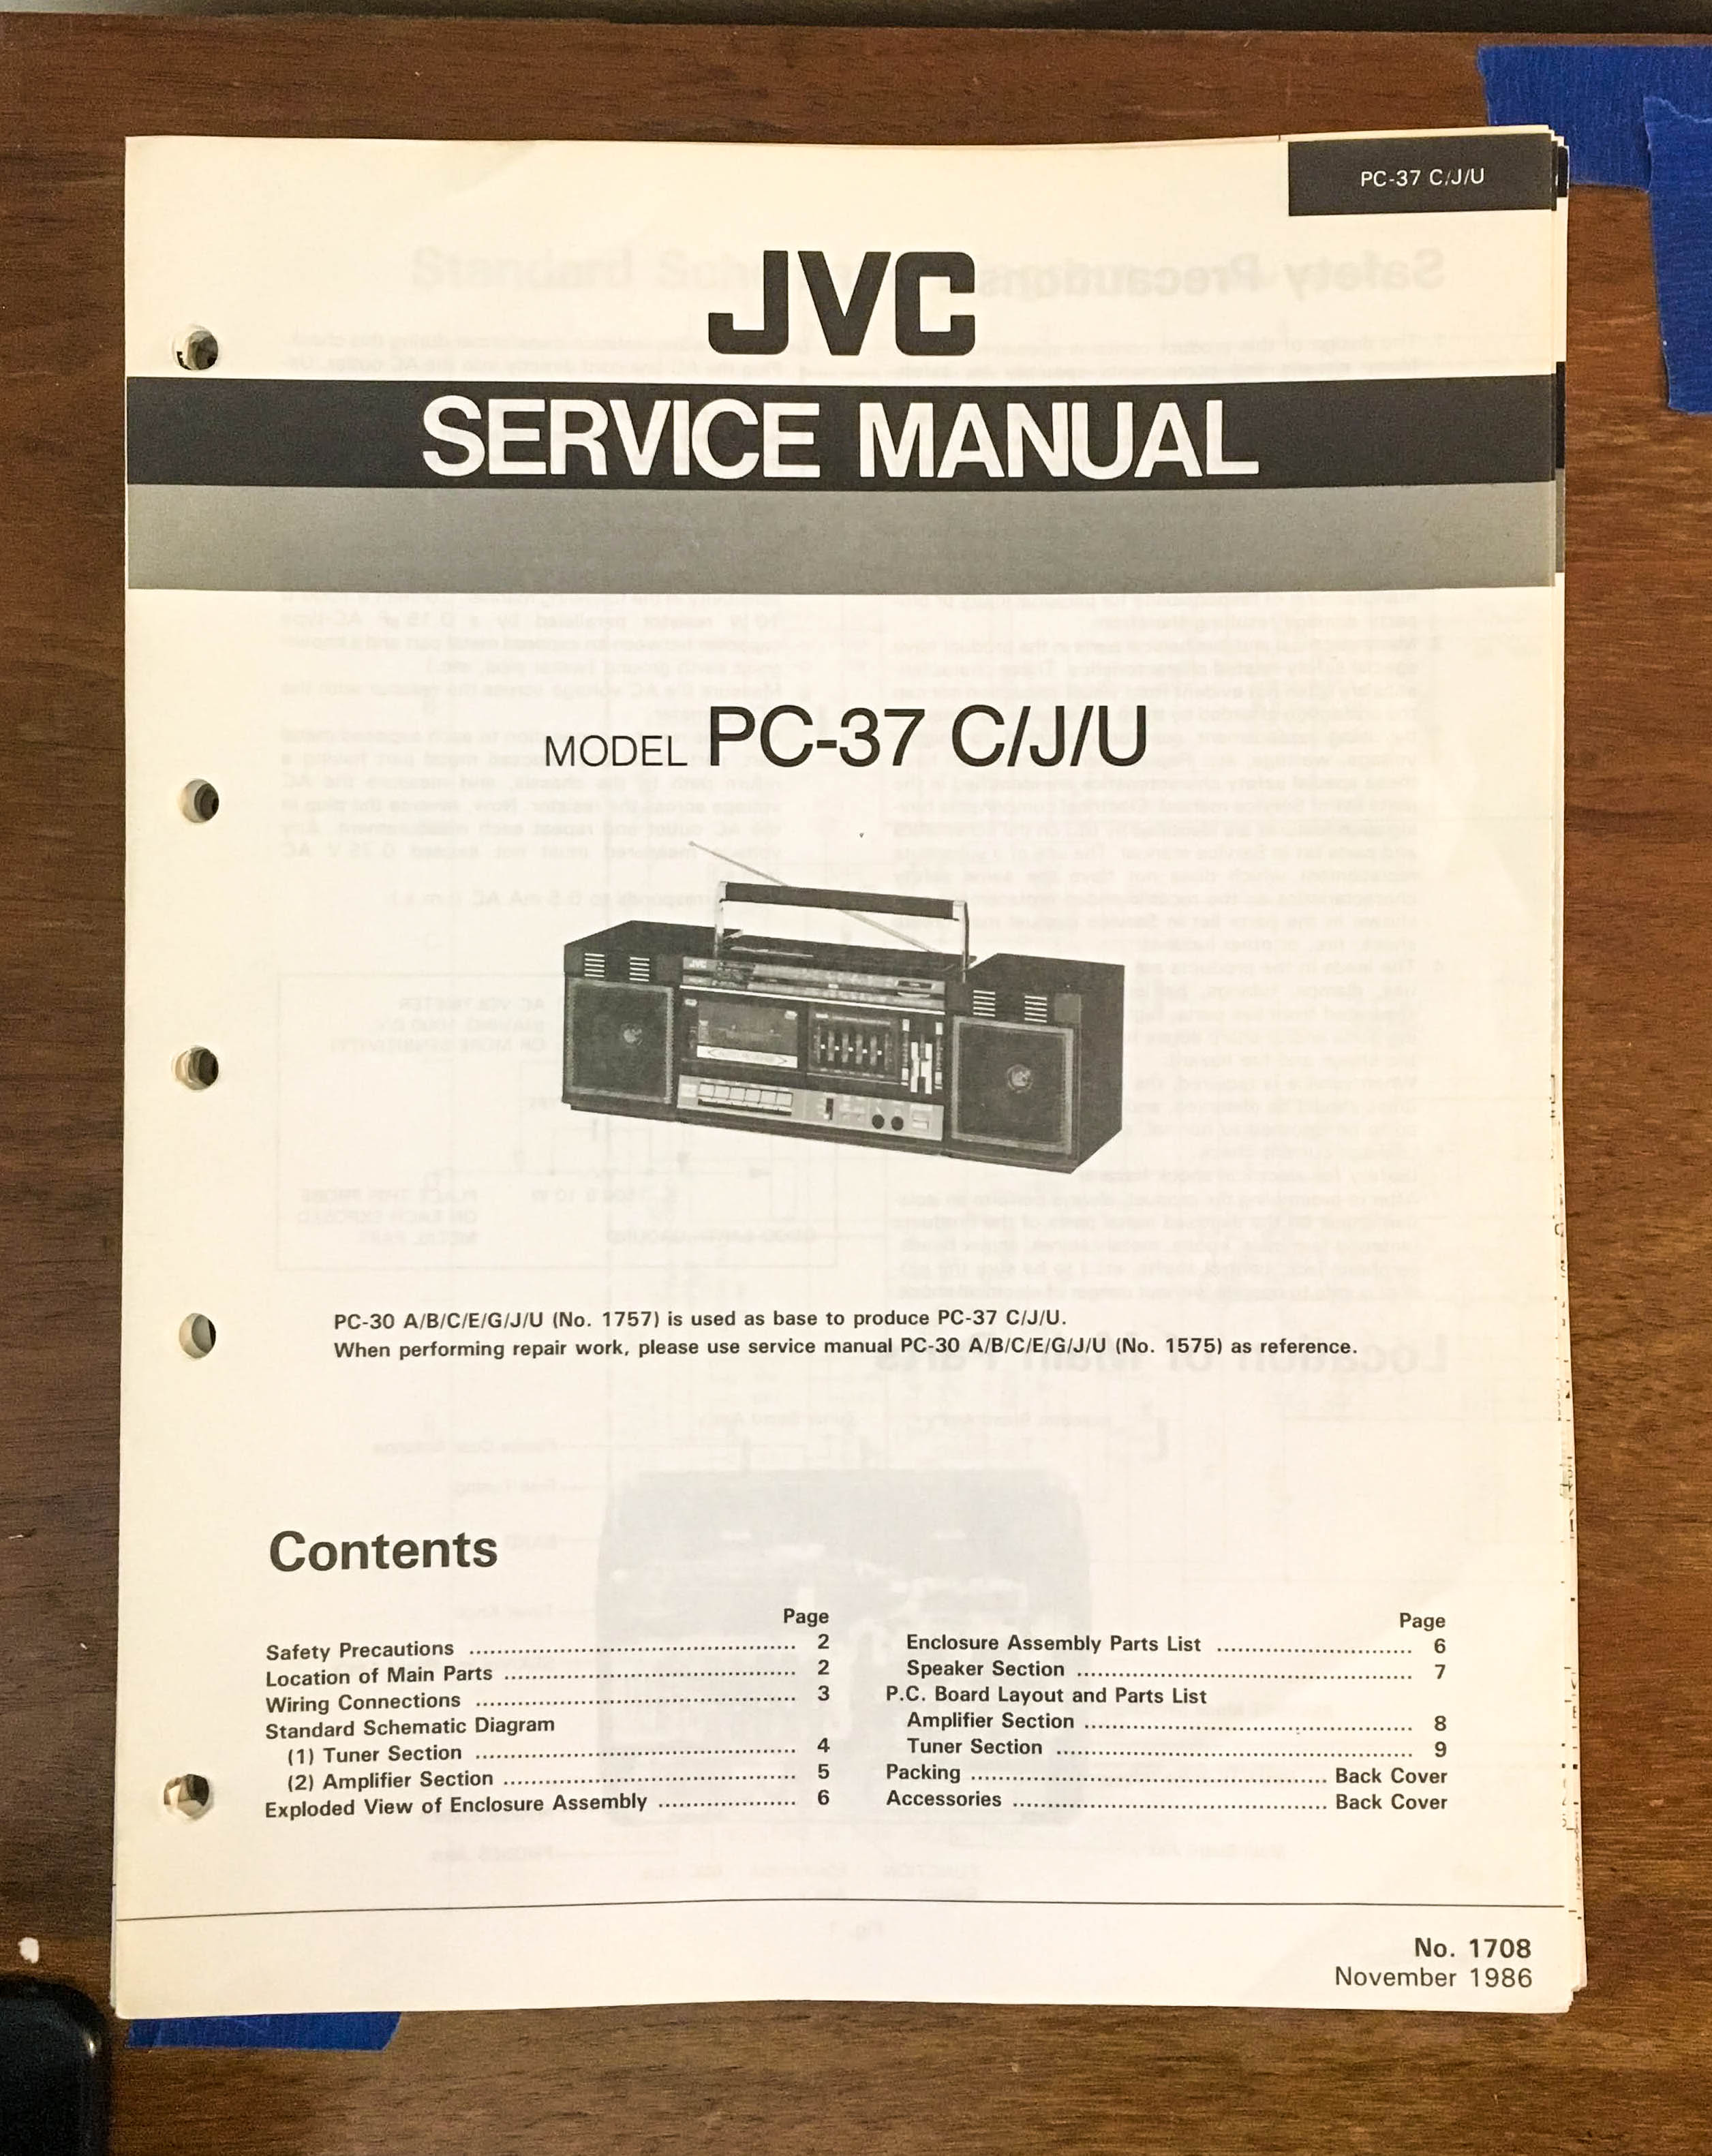 PC-37 C/J/U
JVC
SERVICE MANUAL
MODEL PC-37 C/J/U
JVC
PC-30 A/B/C/E/G/J/U (No. 1757) is used as base to produce PC-37 C/J/U.
When performing repair work, please use service manual PC-30 A/B/C/E/G/J/U (No. 1575) as reference.
Contents
Page
Safety Precautions ........ 2
Location of Main Parts ........ 2
Wiring Connections ........ 3
Standard Schematic Diagram
(1) Tuner Section ........ 4
(2) Amplifier Section ........ 5
Exploded View of Enclosure Assembly ........ 6
Page
Enclosure Assembly Parts List ........ 6
Speaker Section ........ 7
P.C. Board Layout and Parts List
Amplifier Section ........ 8
Tuner Section ........ 9
Packing ........ Back Cover
Accessories ........ Back Cover
No. 1708
November 1986